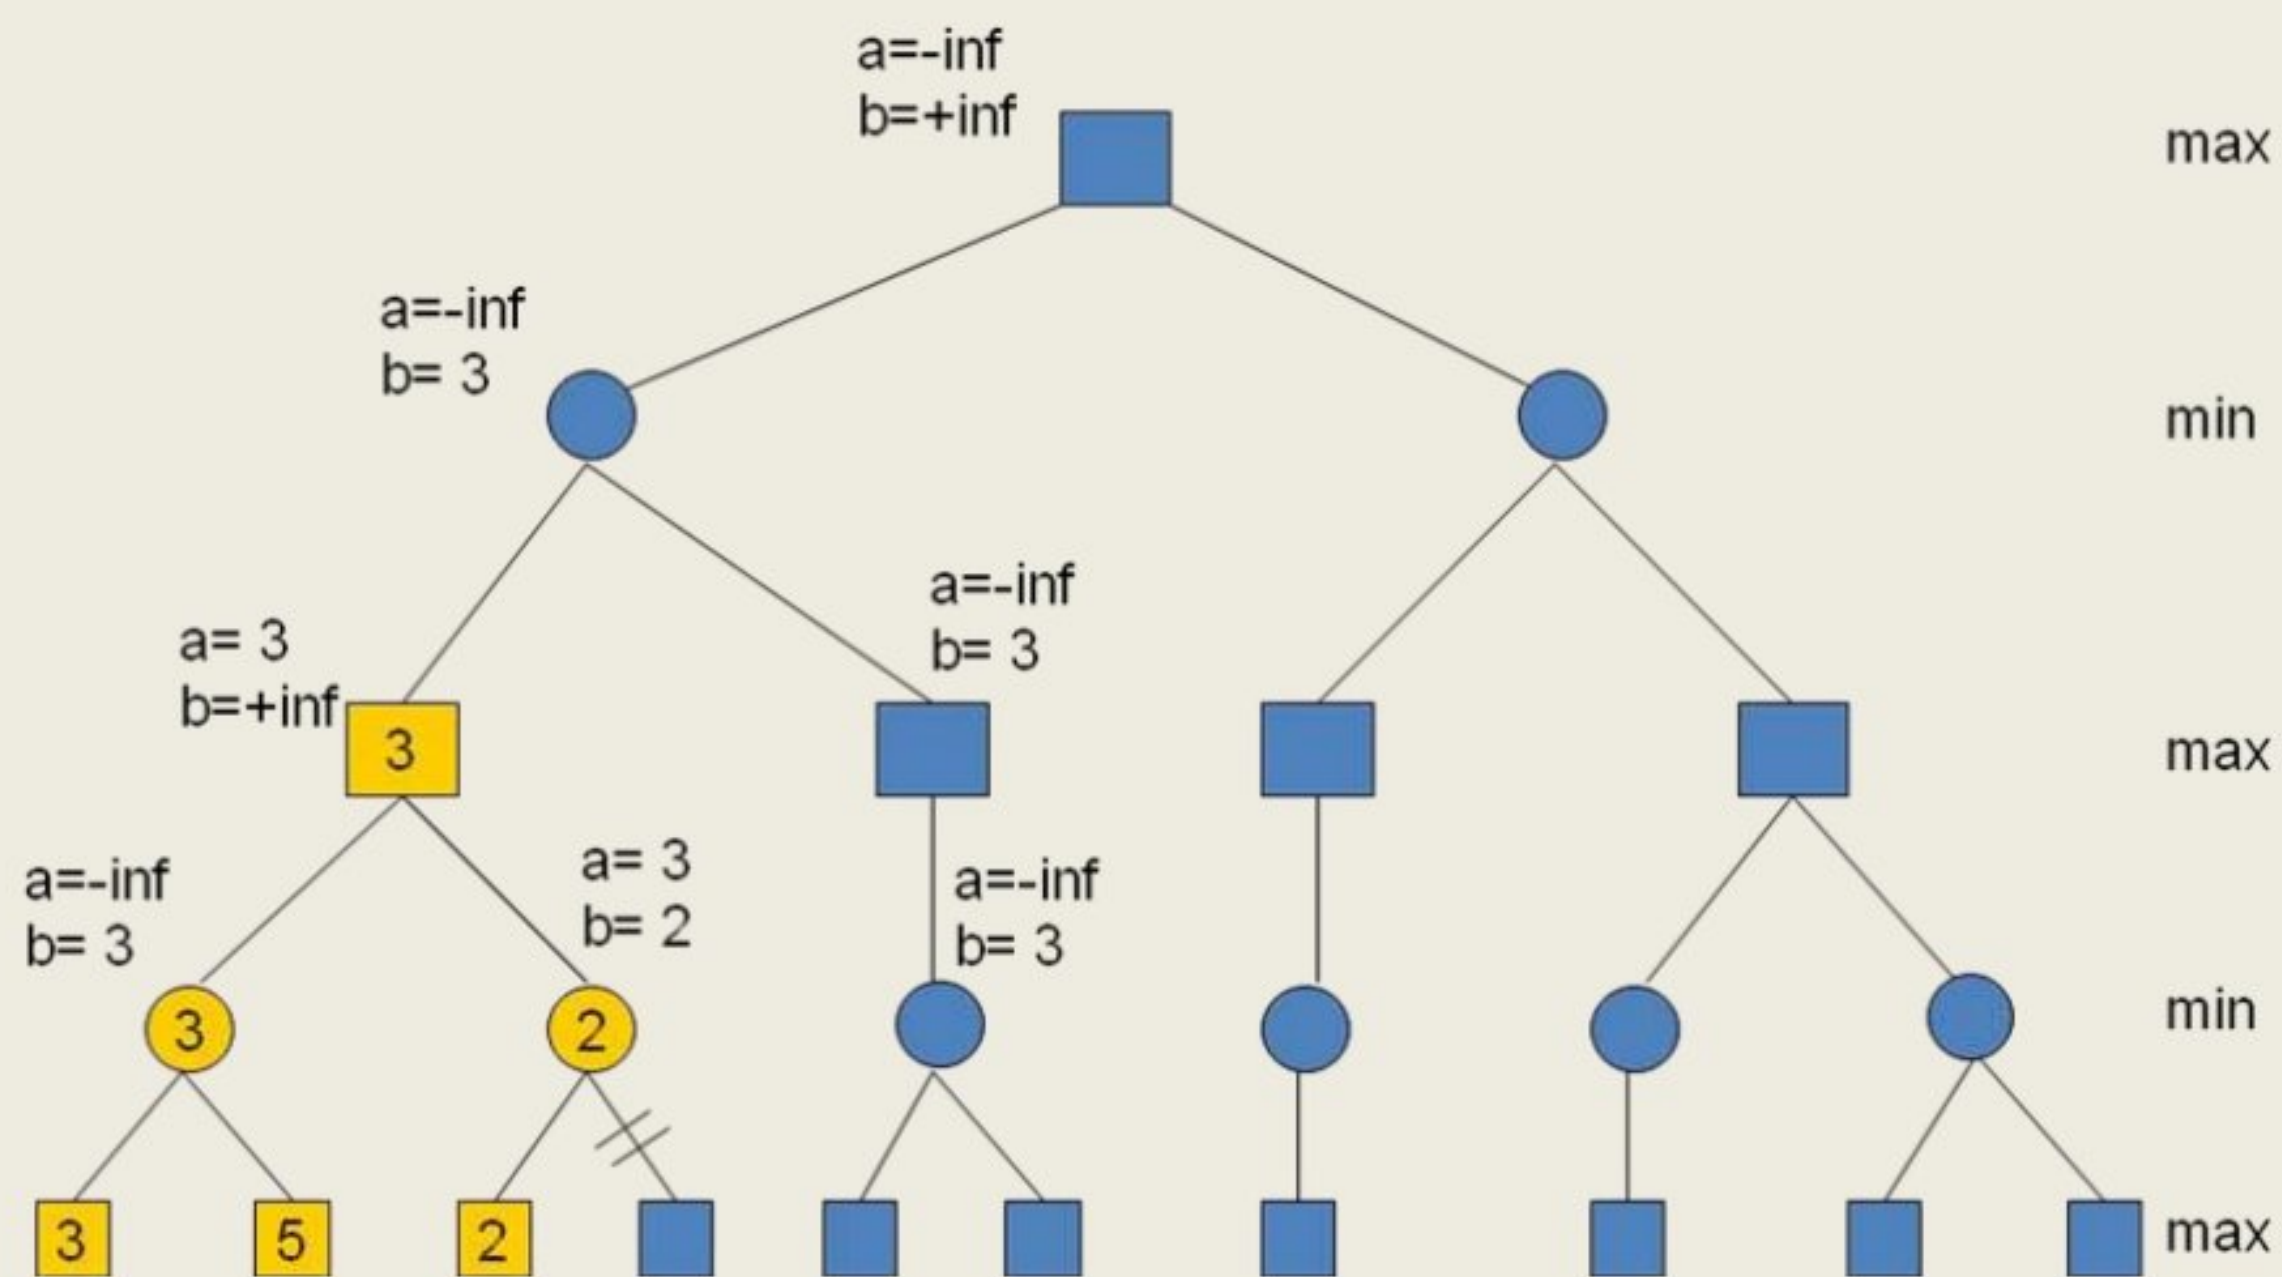 a=-inf
b=+inf
max
a=-inf
b= 3
min
a=-inf
b= 3
a= 3
b=+inf
3
max
a=-inf
b= 3
a= 3
b= 2
a=-inf
b= 3
3
2
min
3
5
2
max